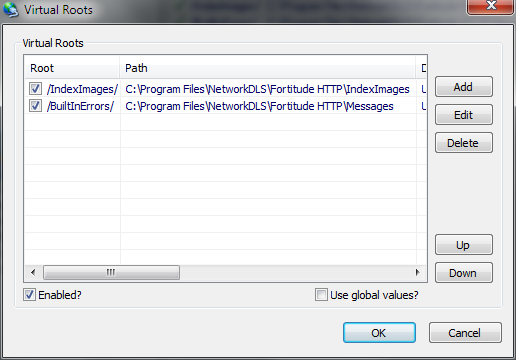 Virtual Roots
Virtual Roots
Root Path D
/IndexImages/ C:\Program Files\NetworkDLS\Fortitude HTTP\IndexImages U
/BuiltInErrors/ C:\Program Files\NetworkDLS\Fortitude HTTP\Messages U
Add
Edit
Delete
Up
Down
Enabled? Use global values?
OK Cancel